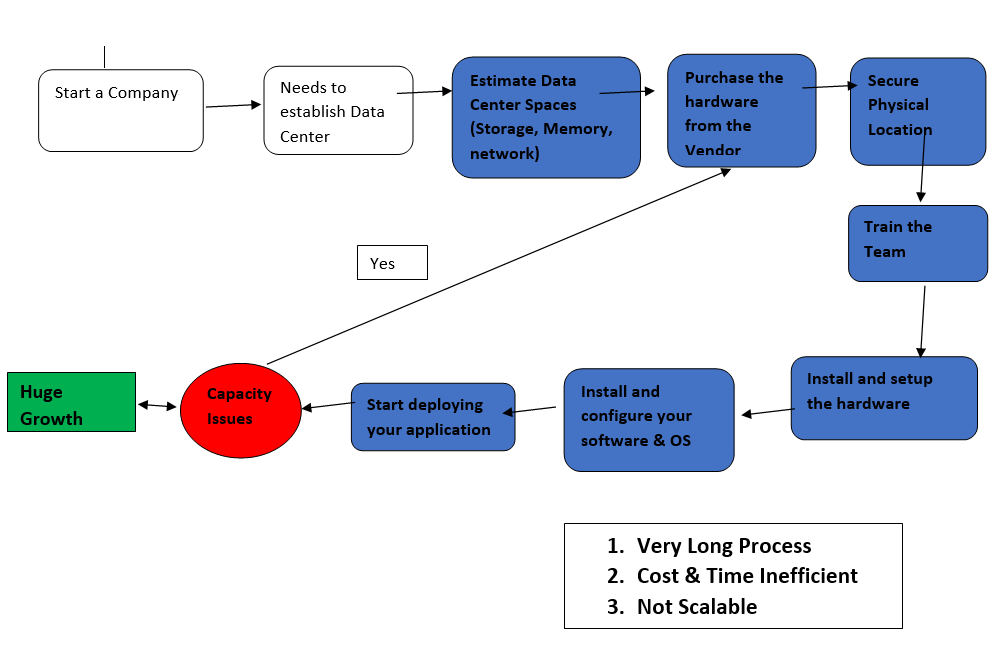 Start a Company
Needs to
establish Data
Center
Estimate Data
Center Spaces
(Storage, Memory,
network)
Purchase the
hardware
from the
Vendor
Secure
Physical
Location
Train the
Team
Yes
Huge
Growth
Capacity
Issues
Start deploying
your application
Install and
configure your
software & OS
Install and setup
the hardware
1. Very Long Process
2. Cost & Time Inefficient
3. Not Scalable